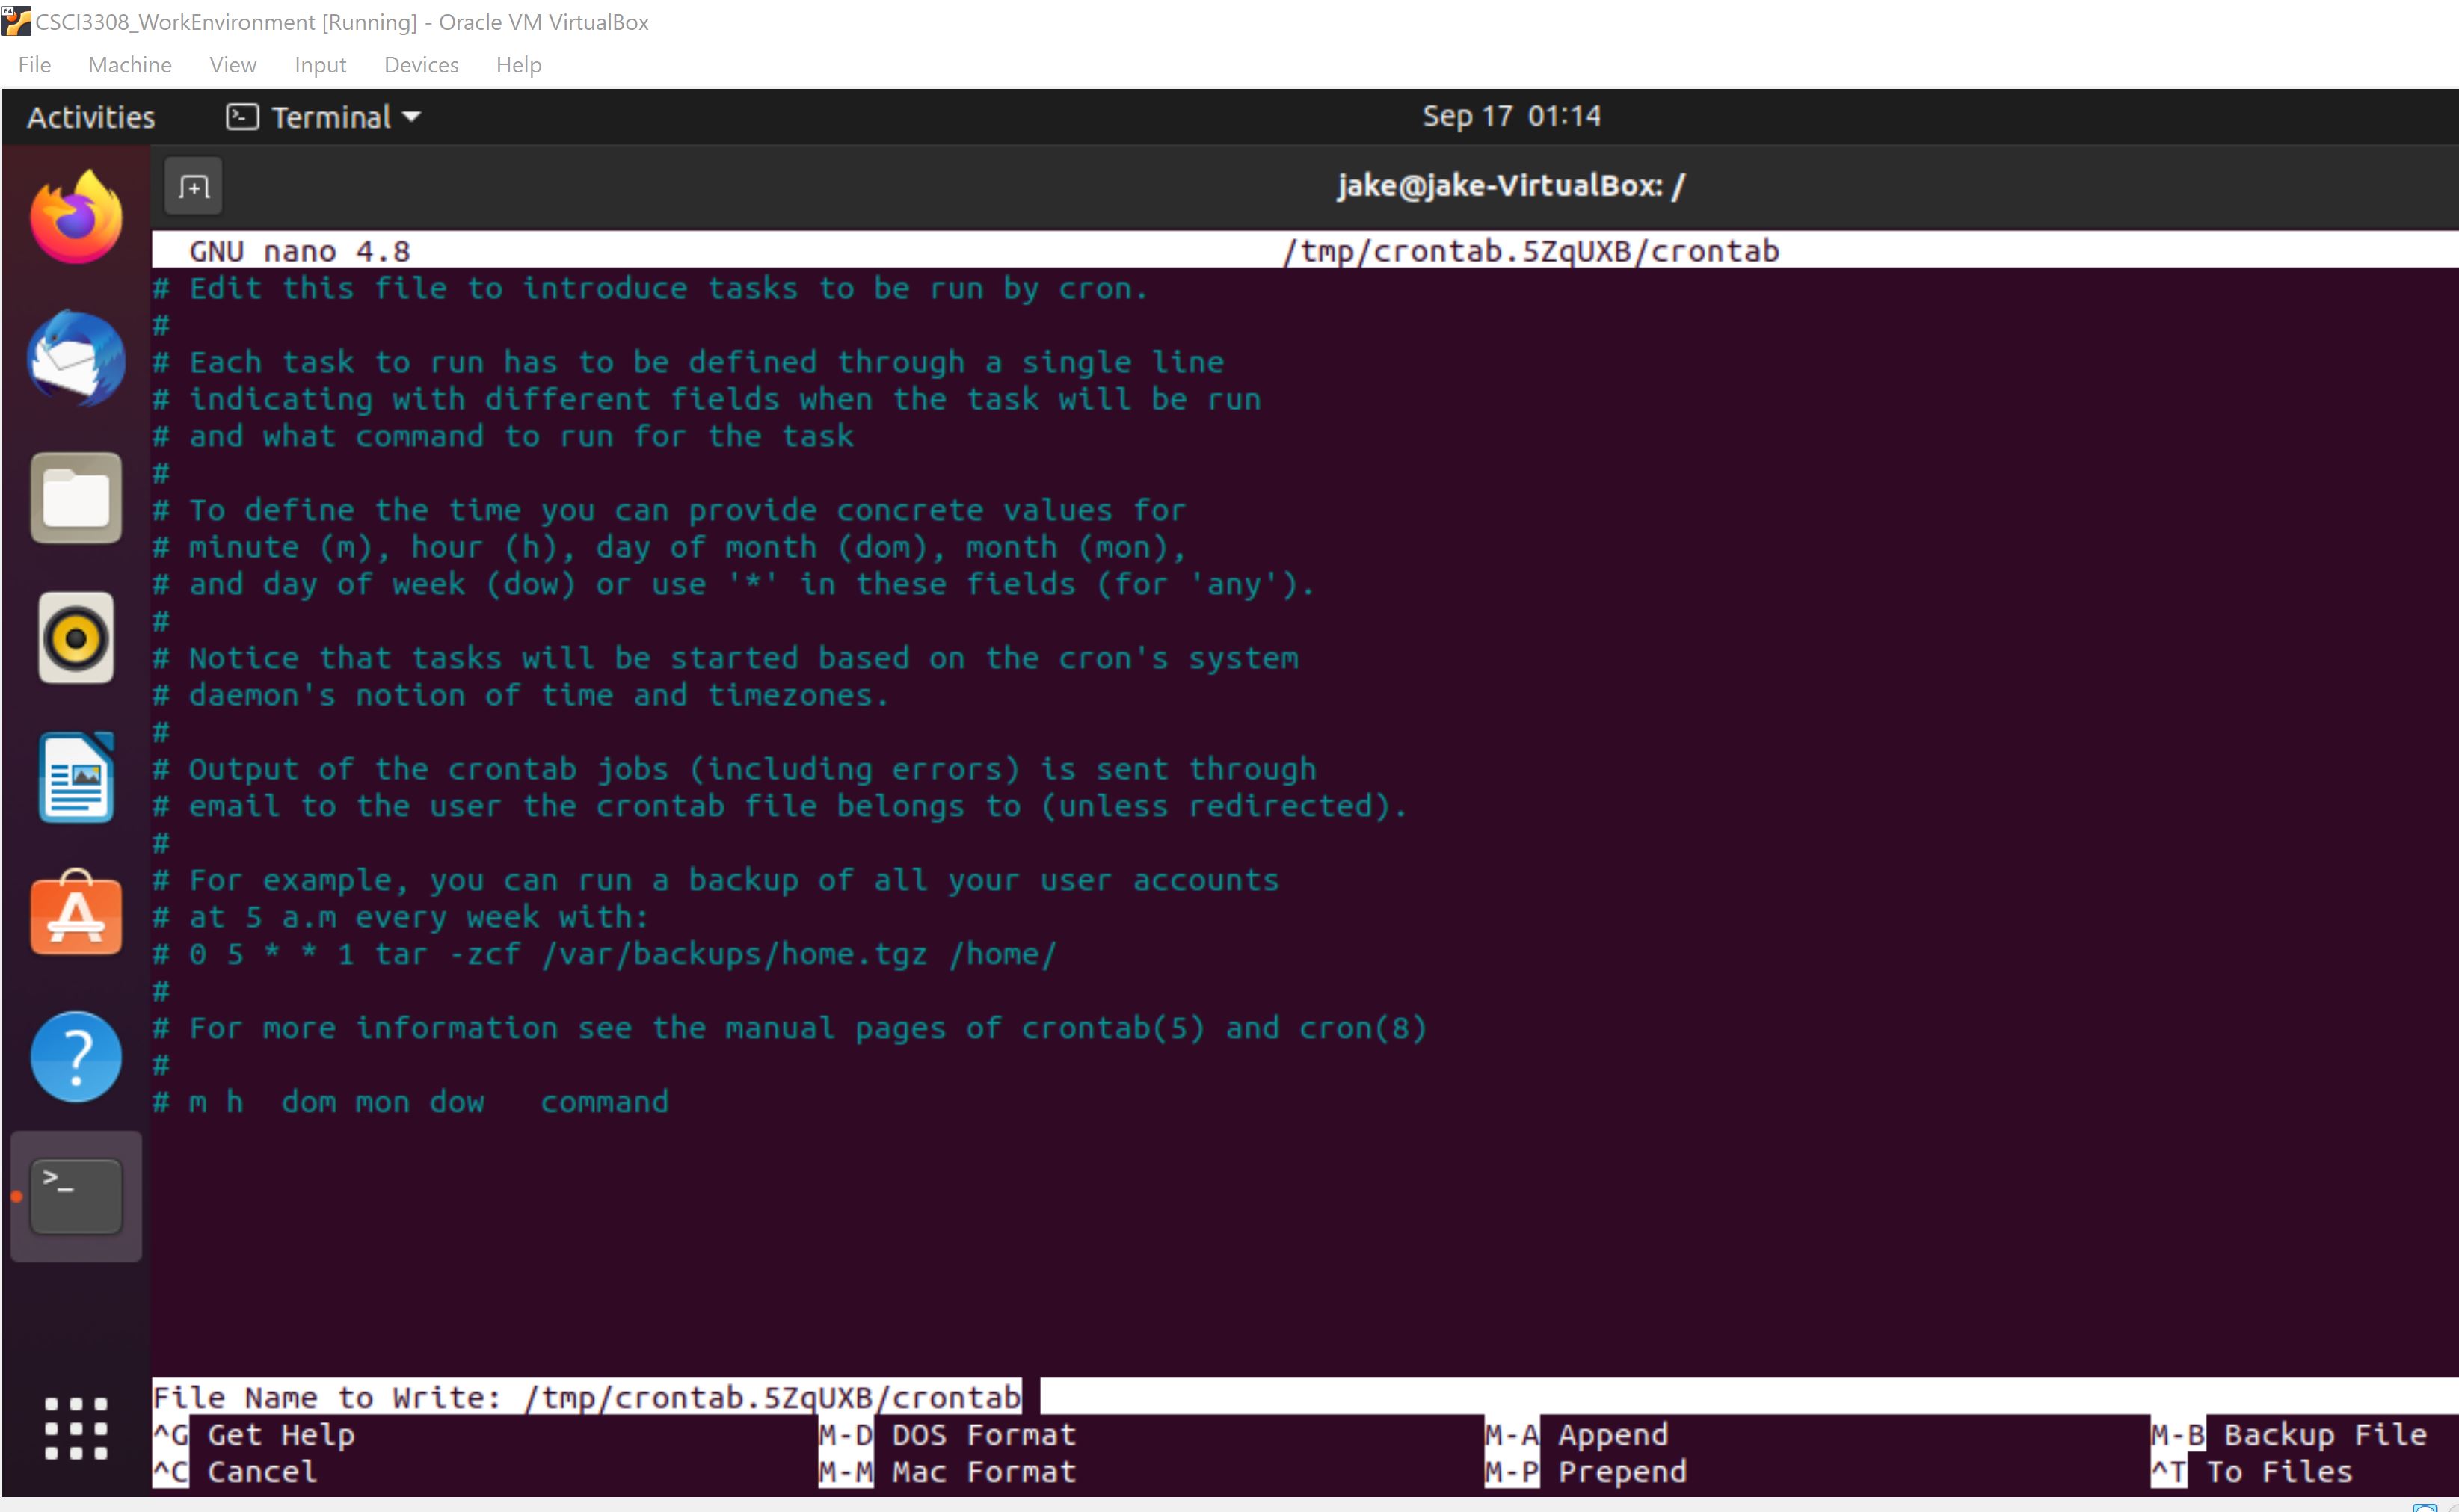 CSCI3308_WorkEnvironment [Running] - Oracle VM VirtualBox
File Machine View Input Devices Help
Activities Terminal Sep 17 01:14
jake@jake-VirtualBox: /
GNU nano 4.8 /tmp/crontab.5ZqUXB/crontab
# Edit this file to introduce tasks to be run by cron.
#
# Each task to run has to be defined through a single line
# indicating with different fields when the task will be run
# and what command to run for the task
#
# To define the time you can provide concrete values for
# minute (m), hour (h), day of month (dom), month (mon),
# and day of week (dow) or use '*' in these fields (for 'any').
#
# Notice that tasks will be started based on the cron's system
# daemon's notion of time and timezones.
#
# Output of the crontab jobs (including errors) is sent through
# email to the user the crontab file belongs to (unless redirected).
#
# For example, you can run a backup of all your user accounts
# at 5 a.m every week with:
# 0 5 * * 1 tar -zcf /var/backups/home.tgz /home/
#
# For more information see the manual pages of crontab(5) and cron(8)
#
# m h  dom mon dow   command
File Name to Write: /tmp/crontab.5ZqUXB/crontab
^G Get Help M-D DOS Format M-A Append M-B Backup File
^C Cancel M-M Mac Format M-P Prepend ^T To Files